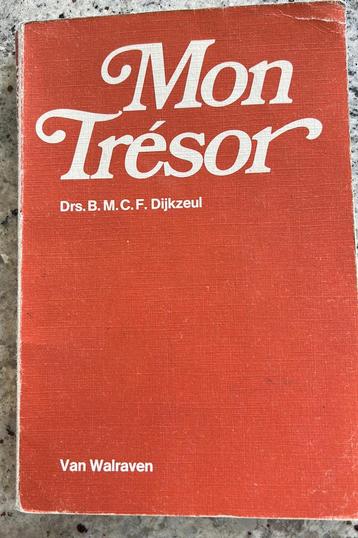 Mon
Trésor
Drs. B. M. C. F. Dijkzeul
Van Walraven